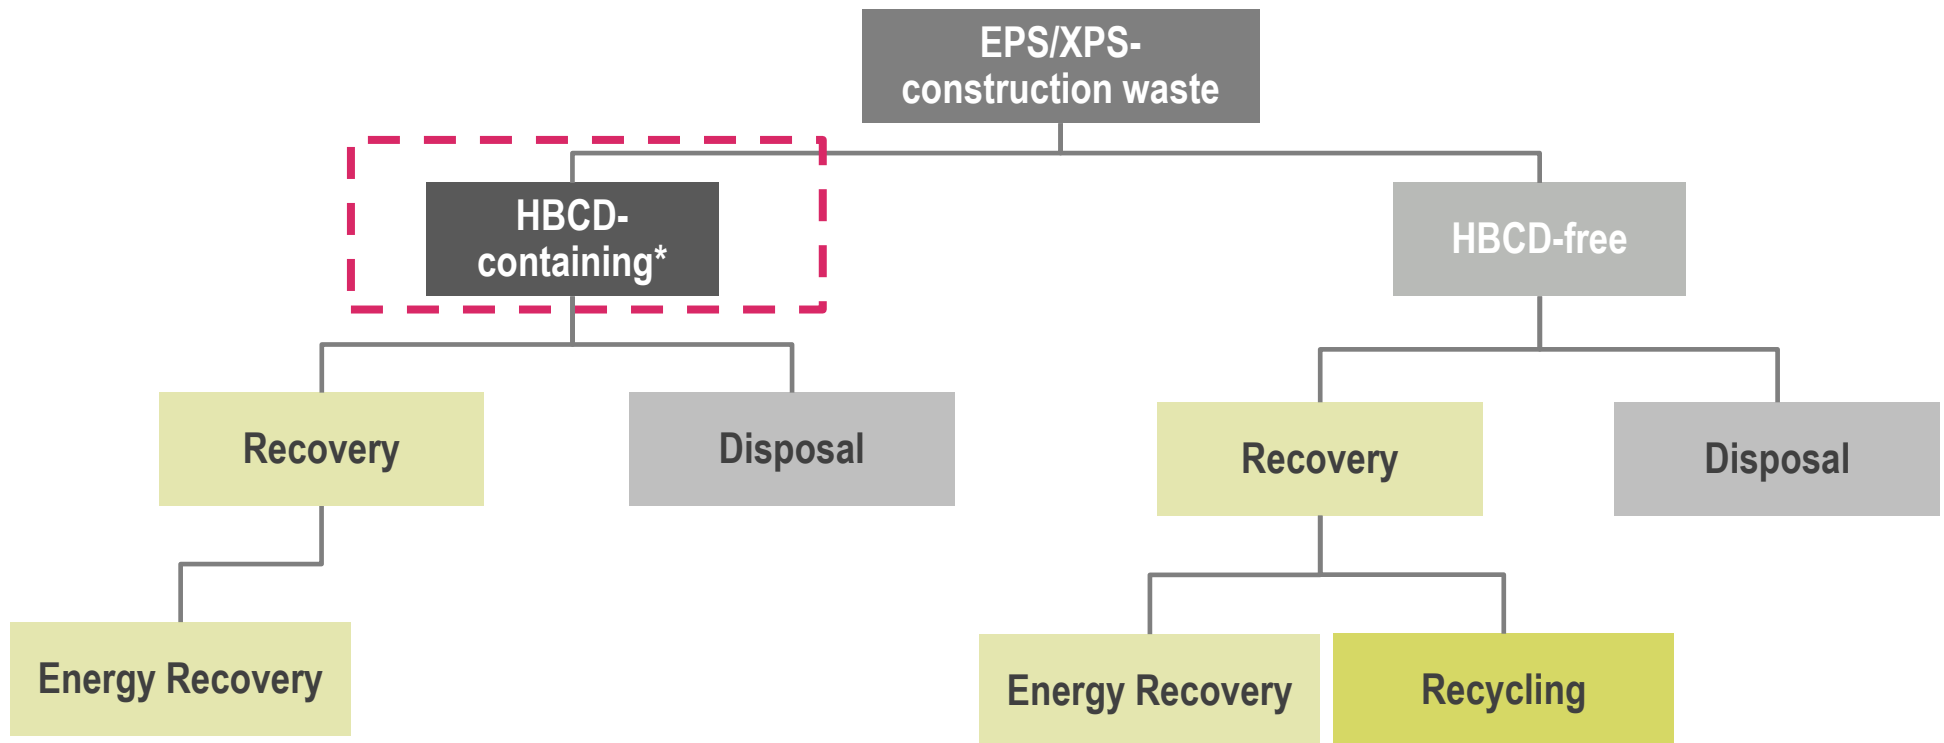 EPS/XPS-
construction waste
HBCD-
containing*
HBCD-free
Recovery
Disposal
Recovery
Disposal
Energy Recovery
Energy Recovery
Recycling